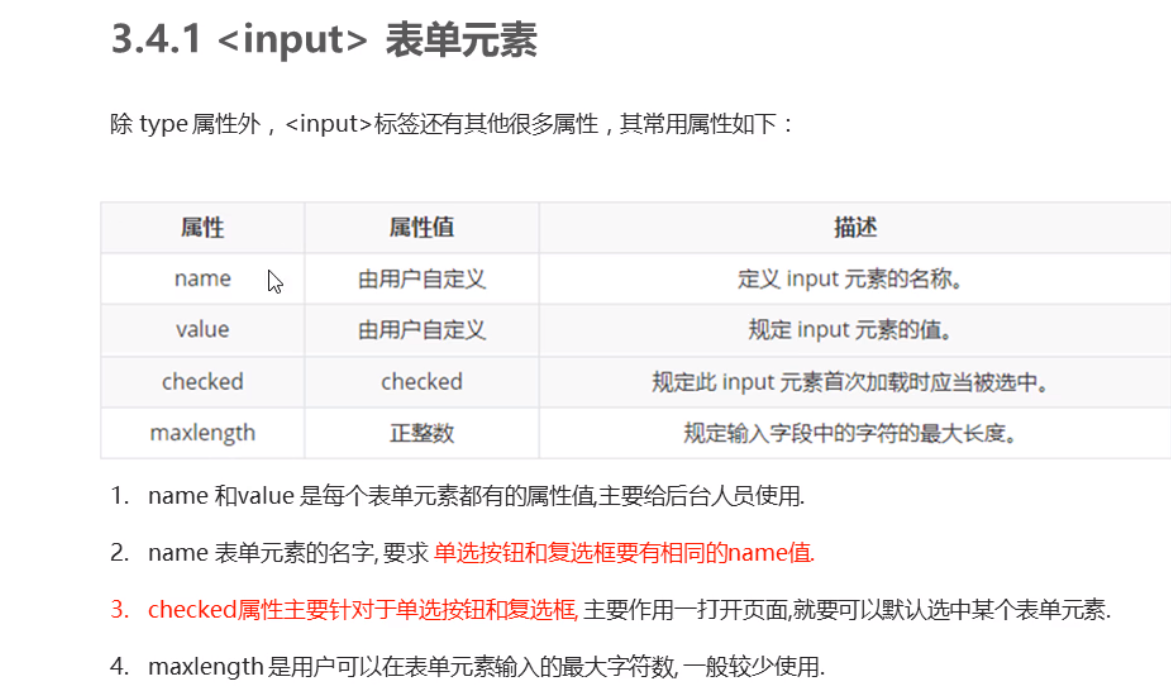 3.4.1 <input> 表单元素
除 type属性外，<input>标签还有其他很多属性，其常用属性如下：
属性 属性值 描述
name 由用户自定义 定义 input 元素的名称。
value 由用户自定义 规定 input 元素的值。
checked checked 规定此 input 元素首次加载时应当被选中。
maxlength 正整数 规定输入字段中的字符的最大长度。
1. name 和value 是每个表单元素都有的属性值,主要给后台人员使用.
2. name 表单元素的名字, 要求 单选按钮和复选框要有相同的name值.
3. checked属性主要针对于单选按钮和复选框, 主要作用一打开页面,就要可以默认选中某个表单元素.
4. maxlength 是用户可以在表单元素输入的最大字符数, 一般较少使用.